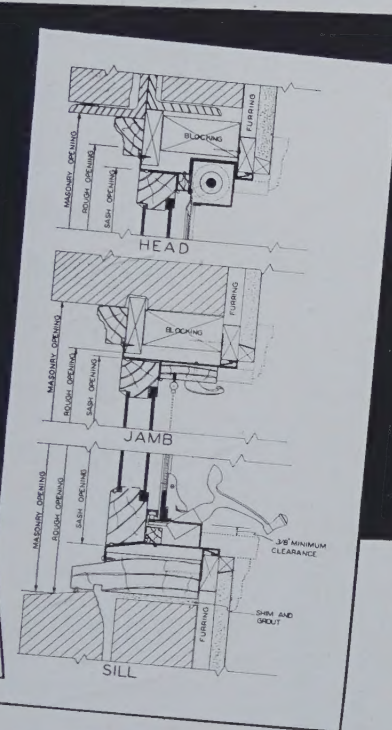 FURRING
BLOCKING
MASONRY OPENING
ROUGH OPENING
SASH OPENING
HEAD
FURRING
BLOCKING
MASONRY OPENING
ROUGH OPENING
SASH OPENING
JAMB
MASONRY OPENING
ROUGH OPENING
SASH OPENING
3/8" MINIMUM
CLEARANCE
SHIM AND
GROUT
FURRING
SILL